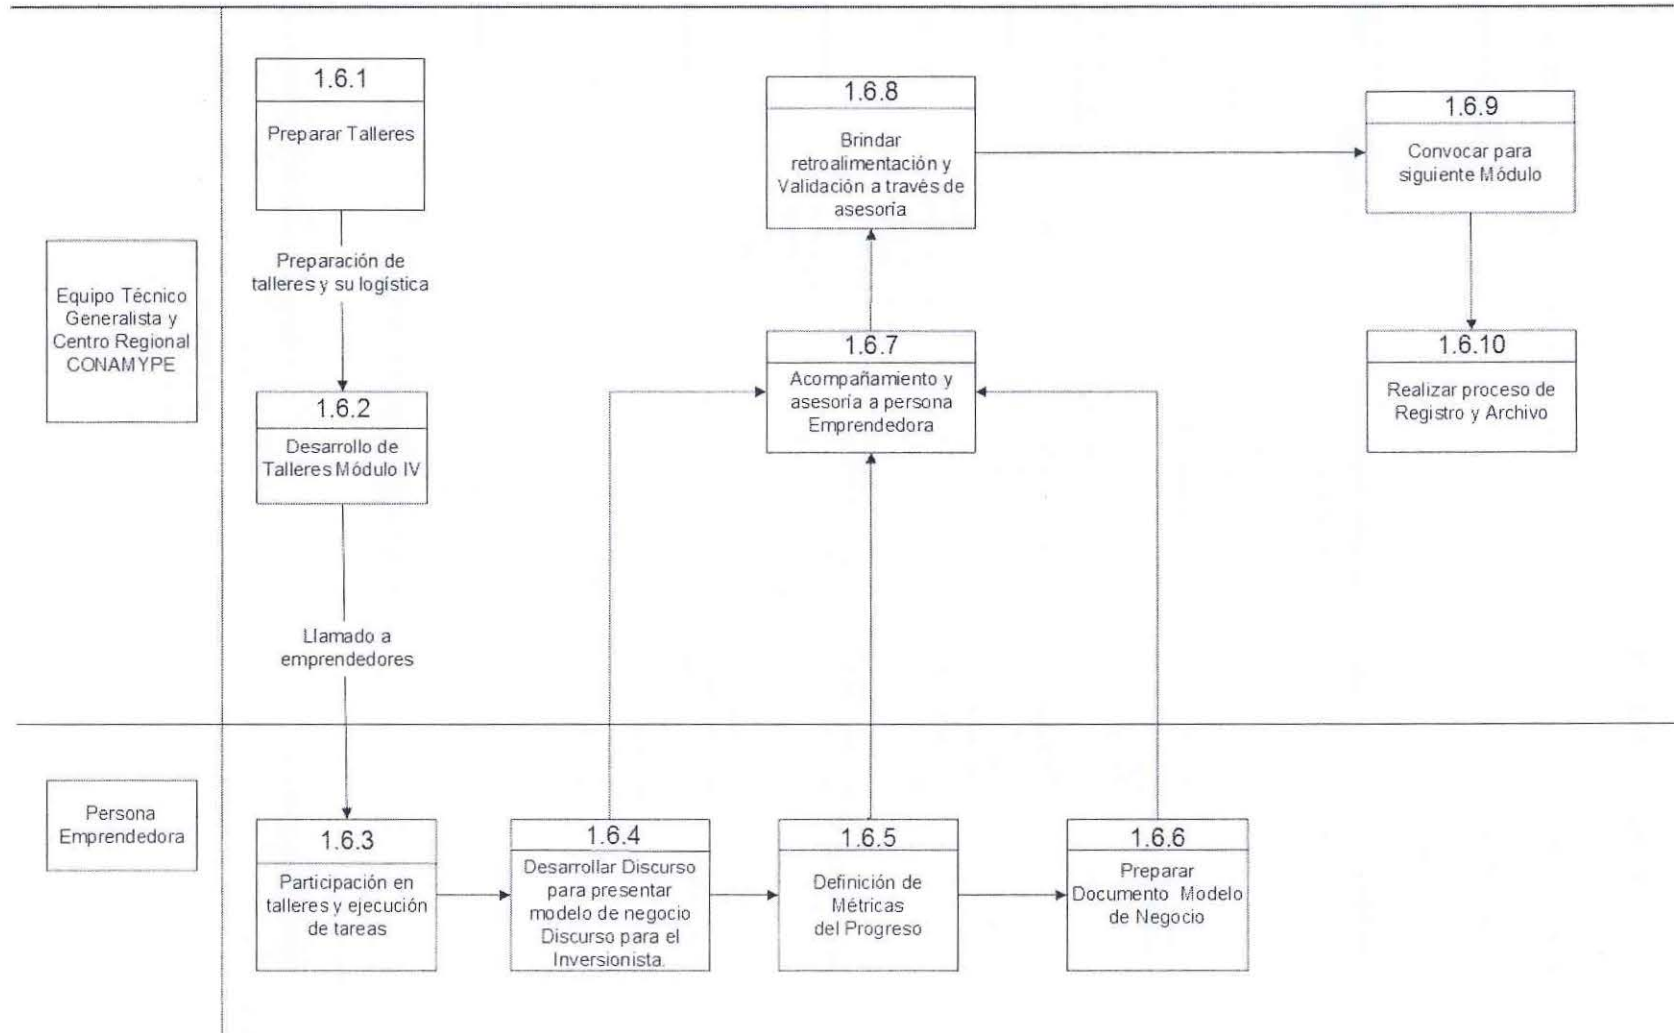 Equipo Técnico
Generalista y
Centro Regional
CONAMYPE
1.6.1
Preparar Talleres
Preparación de
talleres y su logística
1.6.2
Desarrollo de
Talleres Módulo IV
Llamado a
emprendedores
1.6.8
Brindar
retroalimentación y
Validación a través de
asesoría
1.6.9
Convocar para
siguiente Módulo
1.6.7
Acompañamiento y
asesoría a persona
Emprendedora
1.6.10
Realizar proceso de
Registro y Archivo
Persona
Emprendedora
1.6.3
Participación en
talleres y ejecución
de tareas
1.6.4
Desarrollar Discurso
para presentar
modelo de negocio
Discurso para el
Inversionista.
1.6.5
Definición de
Métricas
del Progreso
1.6.6
Preparar
Documento Modelo
de Negocio